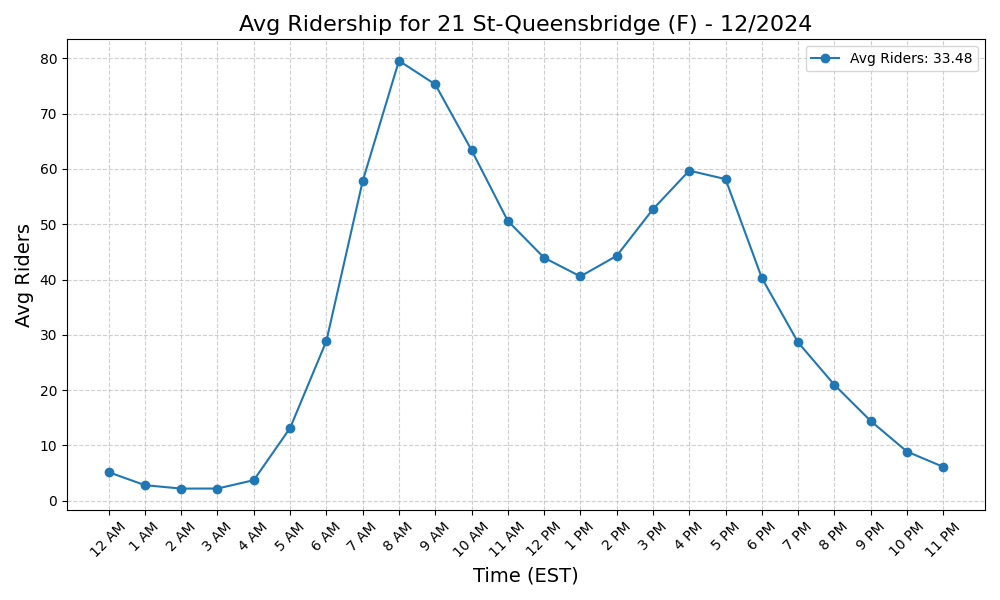 Avg Ridership for 21 St-Queensbridge (F) - 12/2024
Avg Riders: 33.48
80
70
60
50
40
30
20
10
0
Avg Riders
12 AM
1 AM
2 AM
3 AM
4 AM
5 AM
6 AM
7 AM
8 AM
9 AM
10 AM
11 AM
12 PM
1 PM
2 PM
3 PM
4 PM
5 PM
6 PM
7 PM
8 PM
9 PM
10 PM
11 PM
Time (EST)